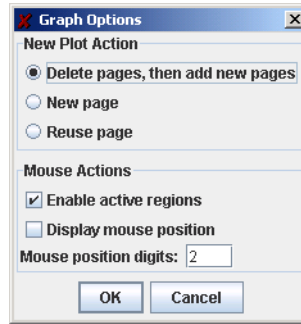 Graph Options
New Plot Action
Delete pages, then add new pages
New page
Reuse page
Mouse Actions
Enable active regions
Display mouse position
Mouse position digits: 2
OK Cancel